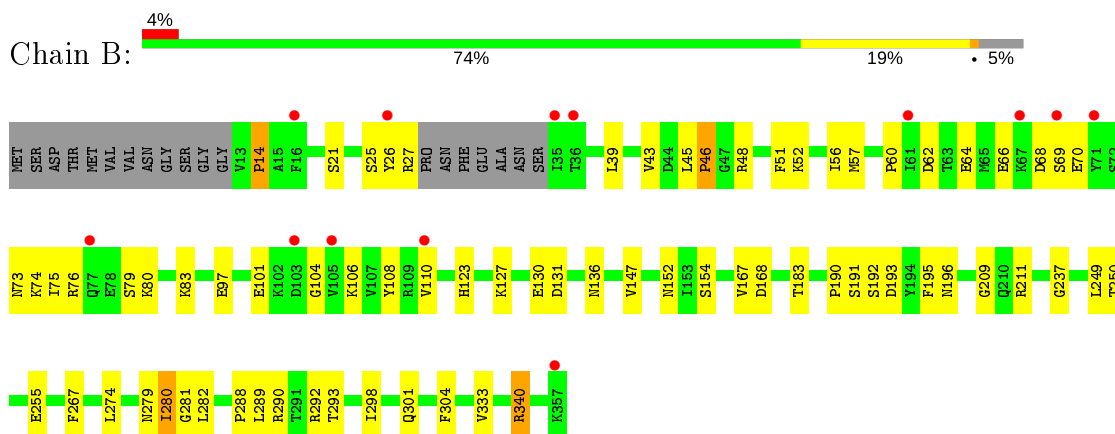 4%
Chain B:
74% 19% • 5%
MET SER ASP THR MET VAL VAL ASN GLY SER GLY GLY V13 P14 A15 F16 S21 S25 Y26 R27 PRO ASN PHE GLU ALA ASN SER I35 T36 L39 V43 D44 L45 P46 G47 R48 F51 K52 I56 M57 P60 I61 D62 T63 E64 M65 E66 K67 D68 S69 E70 Y71 S72
N73 K74 I75 R76 Q77 E78 S79 K80 K83 E97 E101 K102 D103 G104 V105 K106 V107 Y108 R109 V110 H123 K127 E130 D131 N136 V147 N152 I153 S154 V167 D168 T183 P190 S191 S192 D193 Y194 F195 N196 G209 Q210 R211 G237 L249 T250
E255 F267 L274 N279 I280 G281 L282 P288 L289 R290 T291 R292 T293 I298 Q301 F304 V333 R340 K357